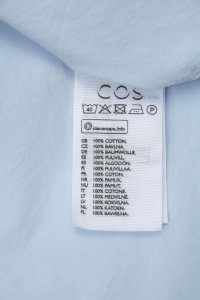 COS
40
P
clevercare.info
GB 100% COTTON.
CZ 100% BAVLNA.
DE 100% BAUMWOLLE.
EE 100% PUUVILL.
ES 100% ALGODÓN.
FI 100% PUUVILLAA.
FR 100% COTON.
HR 100% PAMUK.
HU 100% PAMUT.
IT 100% COTONE.
LT 100% MEDVILNĖ.
LV 100% KOKVILNA.
NL 100% KATOEN.
PL 100% BAWEŁNA.